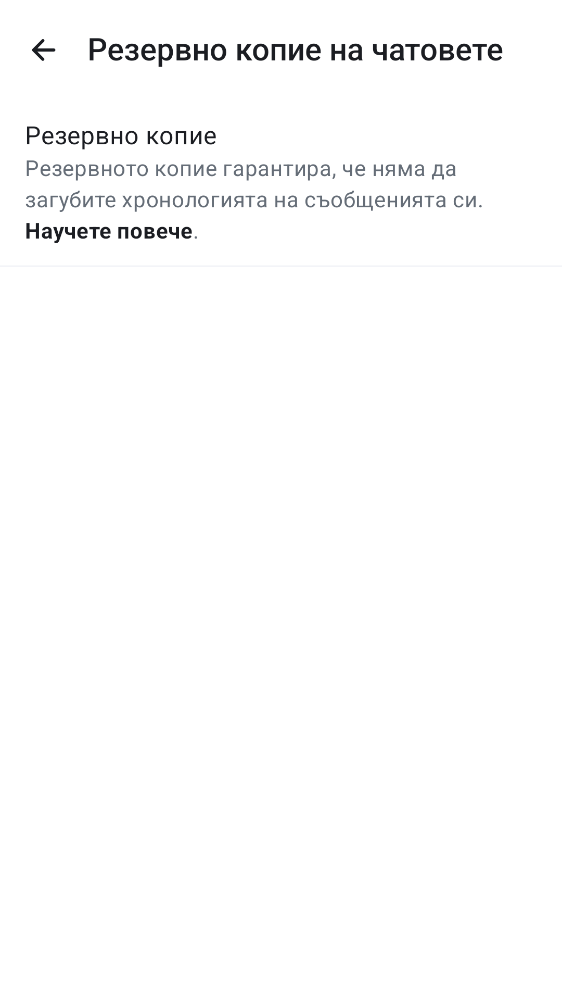 Резервно копие на чатовете
Резервно копие
Резервното копие гарантира, че няма да
загубите хронологията на съобщенията си.
Научете повече.